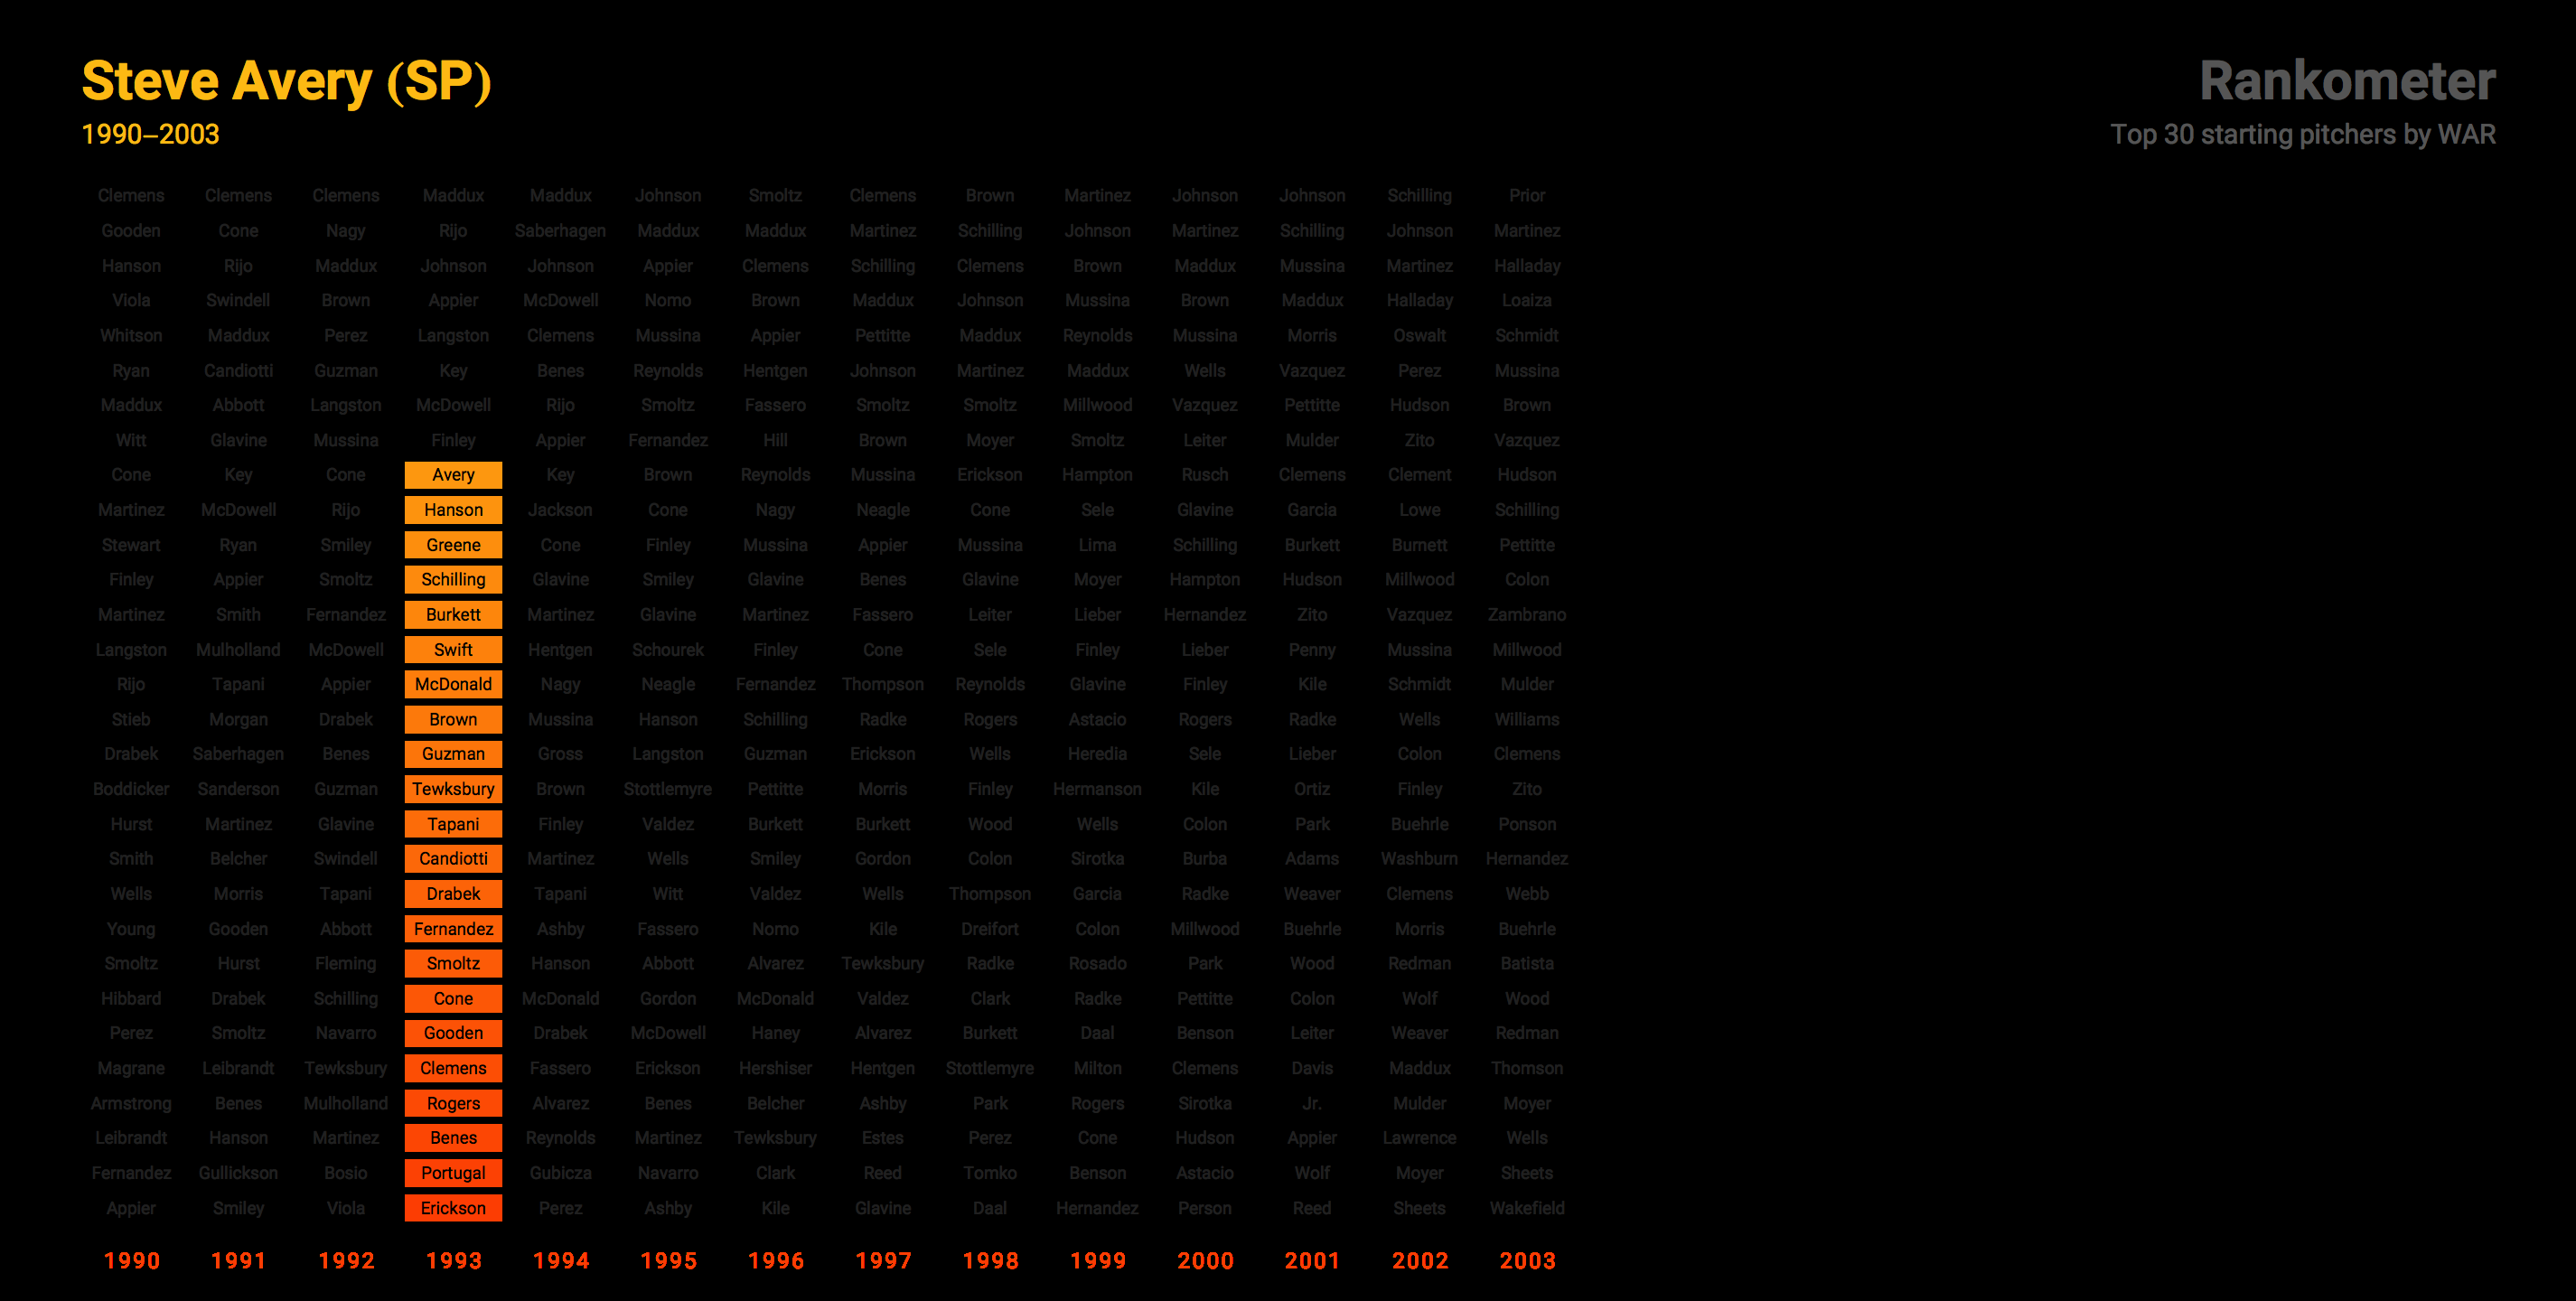 Steve Avery (SP)
1990–2003
Rankometer
Top 30 starting pitchers by WAR
Clemens Clemens Clemens Maddux Maddux Johnson Smoltz Clemens Brown Martinez Johnson Johnson Schilling Prior
Gooden Cone Nagy Rijo Saberhagen Maddux Maddux Martinez Schilling Johnson Martinez Schilling Johnson Martinez
Hanson Rijo Maddux Johnson Johnson Appier Clemens Schilling Clemens Brown Maddux Mussina Martinez Halladay
Viola Swindell Brown Appier McDowell Nomo Brown Maddux Johnson Mussina Brown Maddux Halladay Loaiza
Whitson Maddux Perez Langston Clemens Mussina Appier Pettitte Maddux Reynolds Mussina Morris Oswalt Schmidt
Ryan Candiotti Guzman Key Benes Reynolds Hentgen Johnson Martinez Maddux Wells Vazquez Perez Mussina
Maddux Abbott Langston McDowell Rijo Smoltz Fassero Smoltz Smoltz Millwood Vazquez Pettitte Hudson Brown
Witt Glavine Mussina Finley Appier Fernandez Hill Brown Moyer Smoltz Leiter Mulder Zito Vazquez
Cone Key Cone Avery Key Brown Reynolds Mussina Erickson Hampton Rusch Clemens Clement Hudson
Martinez McDowell Rijo Hanson Jackson Cone Nagy Neagle Cone Sele Glavine Garcia Lowe Schilling
Stewart Ryan Smiley Greene Cone Finley Mussina Appier Mussina Lima Schilling Burkett Burnett Pettitte
Finley Appier Smoltz Schilling Glavine Smiley Glavine Benes Glavine Moyer Hampton Hudson Millwood Colon
Martinez Smith Fernandez Burkett Martinez Glavine Martinez Fassero Leiter Lieber Hernandez Zito Vazquez Zambrano
Langston Mulholland McDowell Swift Hentgen Schourek Finley Cone Sele Finley Lieber Penny Mussina Millwood
Rijo Tapani Appier McDonald Nagy Neagle Fernandez Thompson Reynolds Glavine Finley Kile Schmidt Mulder
Stieb Morgan Drabek Brown Mussina Hanson Schilling Radke Rogers Astacio Rogers Radke Wells Williams
Drabek Saberhagen Benes Guzman Gross Langston Guzman Erickson Wells Heredia Sele Lieber Colon Clemens
Boddicker Sanderson Guzman Tewksbury Brown Stottlemyre Pettitte Morris Finley Hermanson Kile Ortiz Finley Zito
Hurst Martinez Glavine Tapani Finley Valdez Burkett Burkett Wood Wells Colon Park Buehrle Ponson
Smith Belcher Swindell Candiotti Martinez Wells Smiley Gordon Colon Sirotka Burba Adams Washburn Hernandez
Wells Morris Tapani Drabek Tapani Witt Valdez Wells Thompson Garcia Radke Weaver Clemens Webb
Young Gooden Abbott Fernandez Ashby Fassero Nomo Kile Dreifort Colon Millwood Buehrle Morris Buehrle
Smoltz Hurst Fleming Smoltz Hanson Abbott Alvarez Tewksbury Radke Rosado Park Wood Redman Batista
Hibbard Drabek Schilling Cone McDonald Gordon McDonald Valdez Clark Radke Pettitte Colon Wolf Wood
Perez Smoltz Navarro Gooden Drabek McDowell Haney Alvarez Burkett Daal Benson Leiter Weaver Redman
Magrane Leibrandt Tewksbury Clemens Fassero Erickson Hershiser Hentgen Stottlemyre Milton Clemens Davis Maddux Thomson
Armstrong Benes Mulholland Rogers Alvarez Benes Belcher Ashby Park Rogers Sirotka Jr. Mulder Moyer
Leibrandt Hanson Martinez Benes Reynolds Martinez Tewksbury Estes Perez Cone Hudson Appier Lawrence Wells
Fernandez Gullickson Bosio Portugal Gubicza Navarro Clark Reed Tomko Benson Astacio Wolf Moyer Sheets
Appier Smiley Viola Erickson Perez Ashby Kile Glavine Daal Hernandez Person Reed Sheets Wakefield
1990 1991 1992 1993 1994 1995 1996 1997 1998 1999 2000 2001 2002 2003